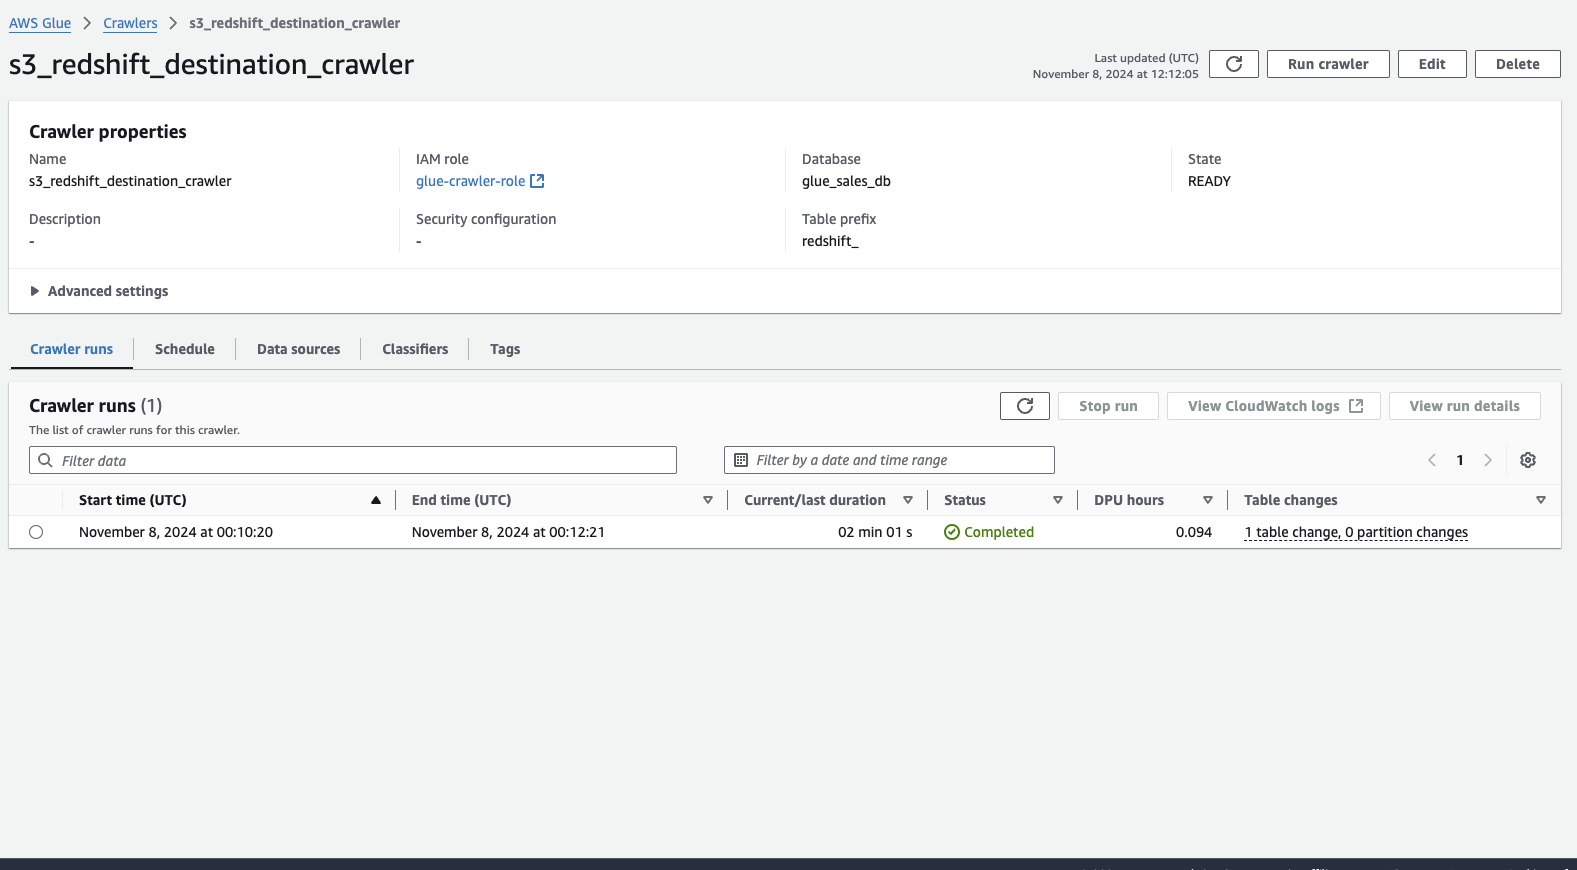 AWS Glue > Crawlers > s3_redshift_destination_crawler
s3_redshift_destination_crawler
Last updated (UTC)
November 8, 2024 at 12:12:05
Run crawler Edit Delete
Crawler properties
Name
s3_redshift_destination_crawler
IAM role
glue-crawler-role
Database
glue_sales_db
State
READY
Description
-
Security configuration
-
Table prefix
redshift_
Advanced settings
Crawler runs Schedule Data sources Classifiers Tags
Crawler runs (1)
The list of crawler runs for this crawler.
Stop run View CloudWatch logs View run details
Filter data Filter by a date and time range < 1 >
Start time (UTC) End time (UTC) Current/last duration Status DPU hours Table changes
November 8, 2024 at 00:10:20 November 8, 2024 at 00:12:21 02 min 01 s Completed 0.094 1 table change, 0 partition changes